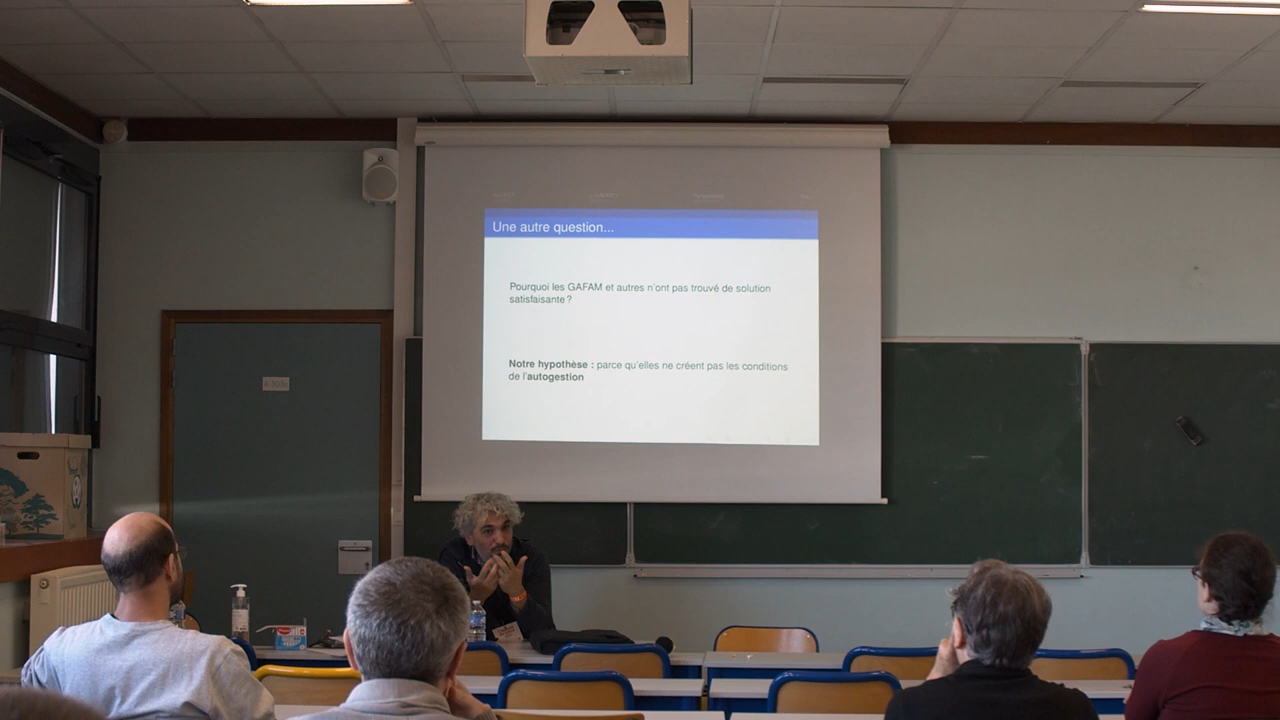 Une autre question...
Pourquoi les GAFAM et autres n'ont pas trouvé de solution
satisfaisante ?
Notre hypothèse : parce qu'elles ne créent pas les conditions
de l'autogestion